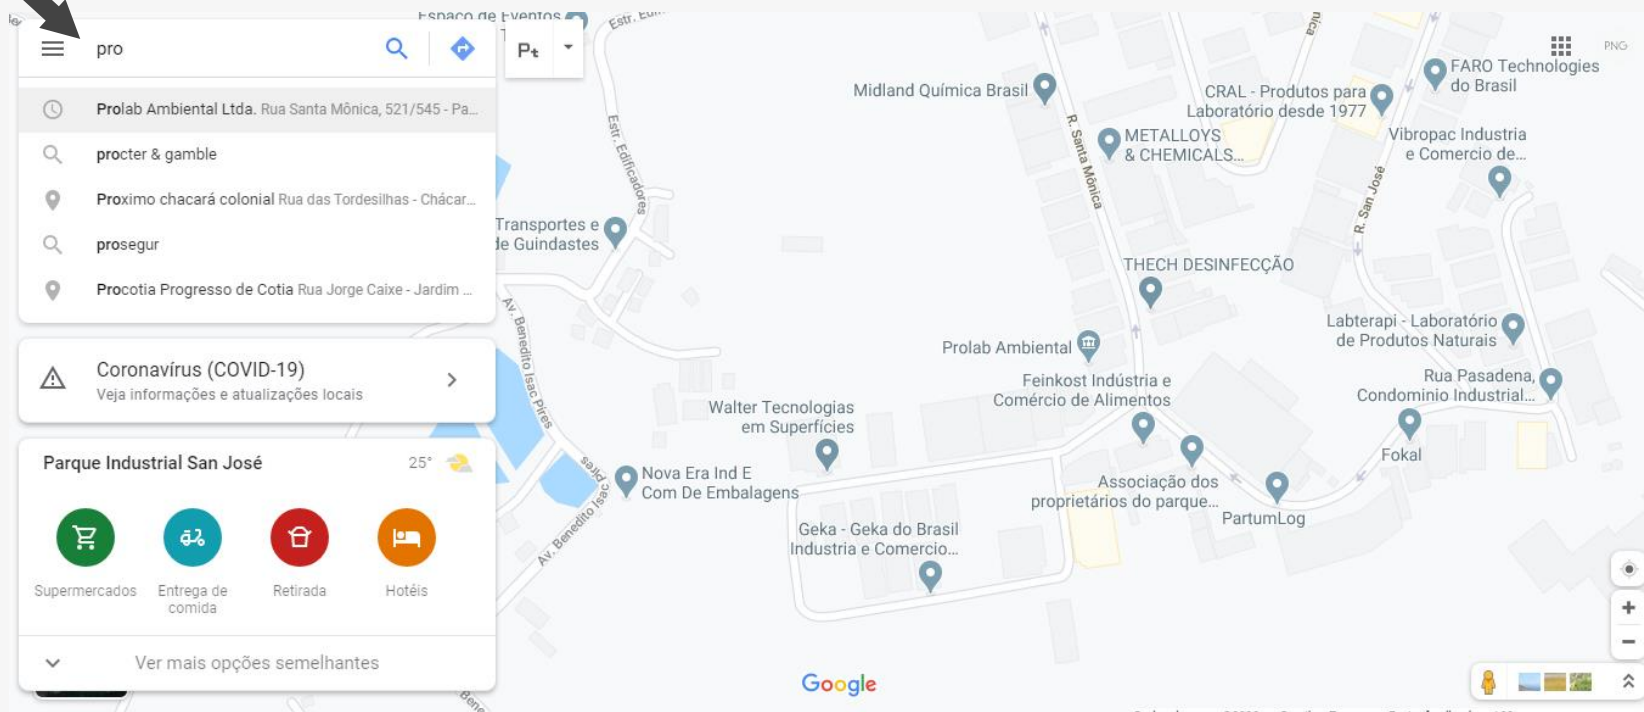 pro
Pt
PNG
Prolab Ambiental Ltda. Rua Santa Mônica, 521/545 - Pa...
procter & gamble
Proximo chacará colonial Rua das Tordesilhas - Chácar...
prosegur
Procotia Progresso de Cotia Rua Jorge Caixe - Jardim ...
Coronavírus (COVID-19)
Veja informações e atualizações locais
Parque Industrial San José
25°
Supermercados
Entrega de
comida
Retirada
Hotéis
Ver mais opções semelhantes
Espaço de Eventos
Estr. Edificadores
Transportes e
de Guindastes
Av. Benedito Isac Pires
Av. Benedito Isac Pires
Midland Química Brasil
R. Santa Mônica
METALLOYS
& CHEMICALS...
CRAL - Produtos para
Laboratório desde 1977
FARO Technologies
do Brasil
Vibropac Industria
e Comercio de...
R. San José
THECH DESINFECÇÃO
Prolab Ambiental
Labterapi - Laboratório
de Produtos Naturais
Feinkost Indústria e
Comércio de Alimentos
Rua Pasadena,
Condominio Industrial...
Walter Tecnologias
em Superfícies
Fokal
Nova Era Ind E
Com De Embalagens
Associação dos
proprietários do parque...
PartumLog
Geka - Geka do Brasil
Industria e Comercio...
Google